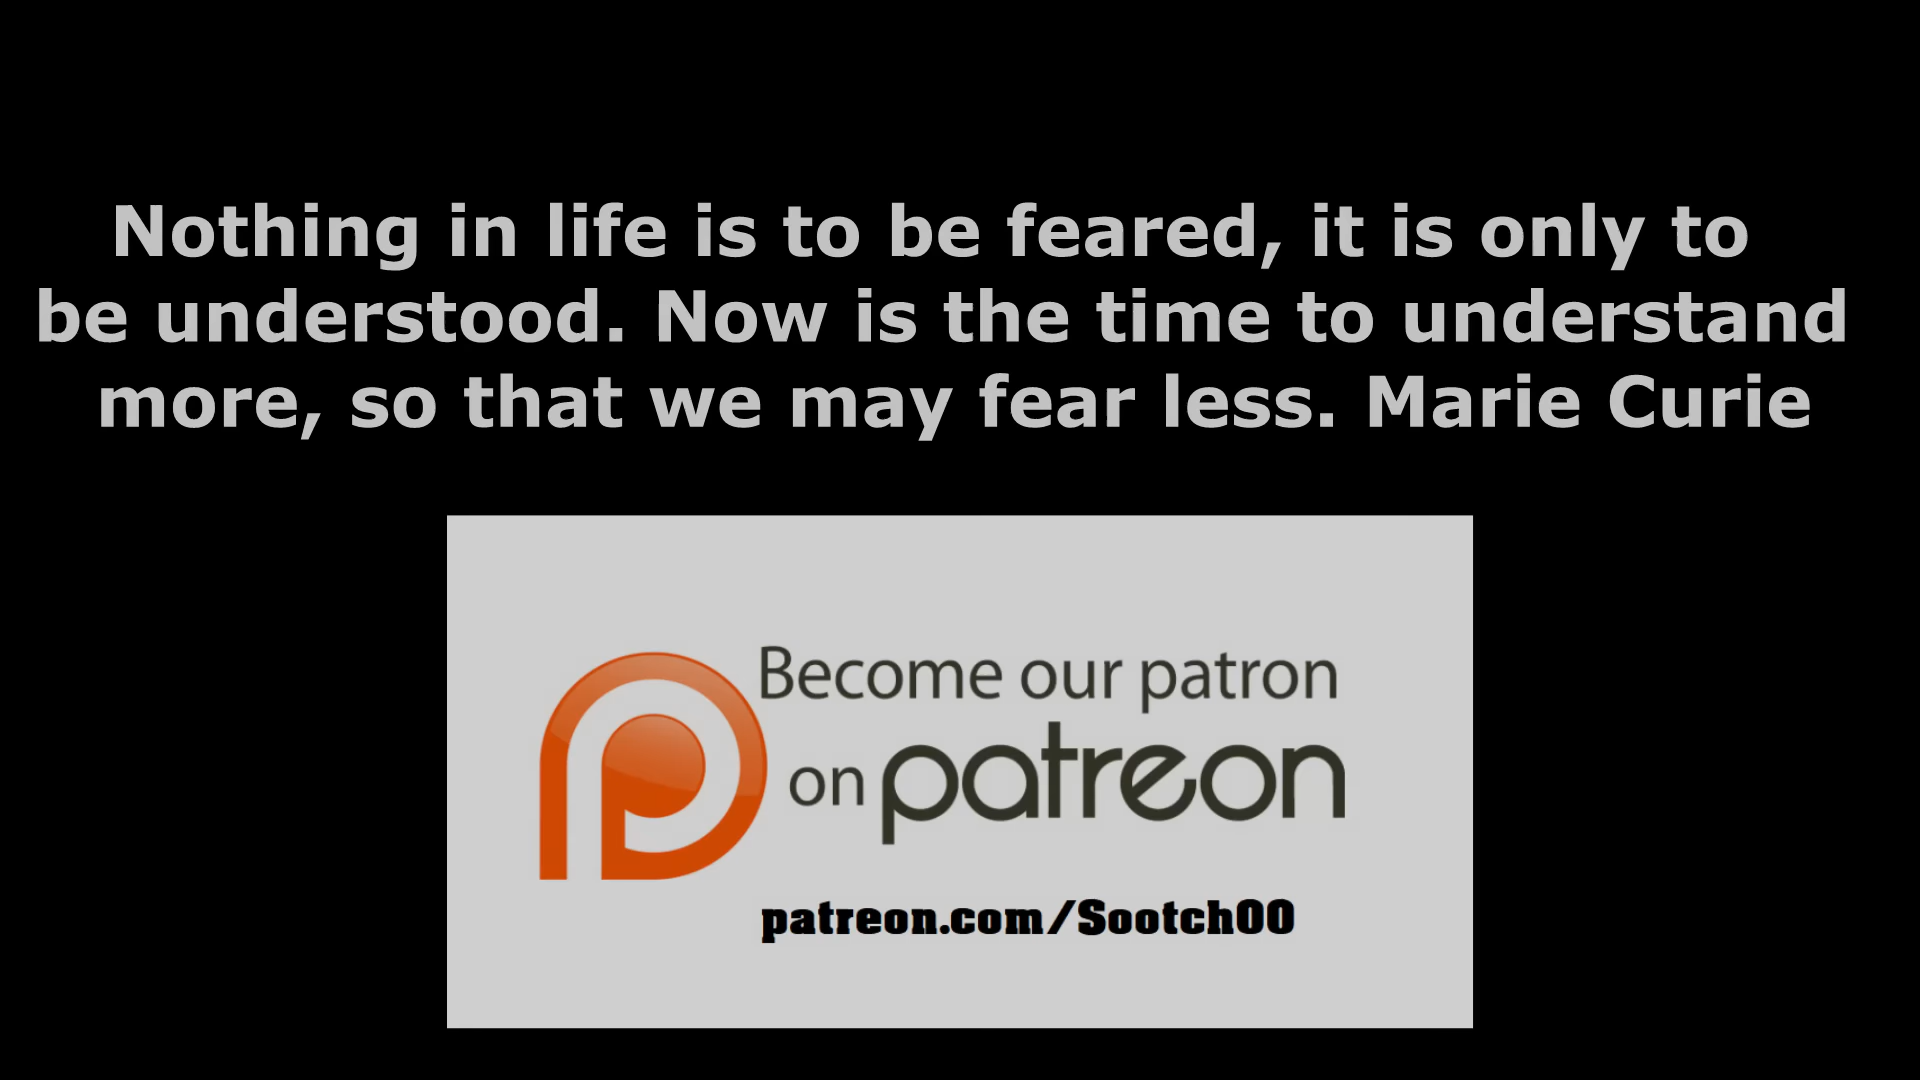 Nothing in life is to be feared, it is only to
be understood. Now is the time to understand
more, so that we may fear less. Marie Curie
Become our patron
on patreon
patreon.com/Sootch00